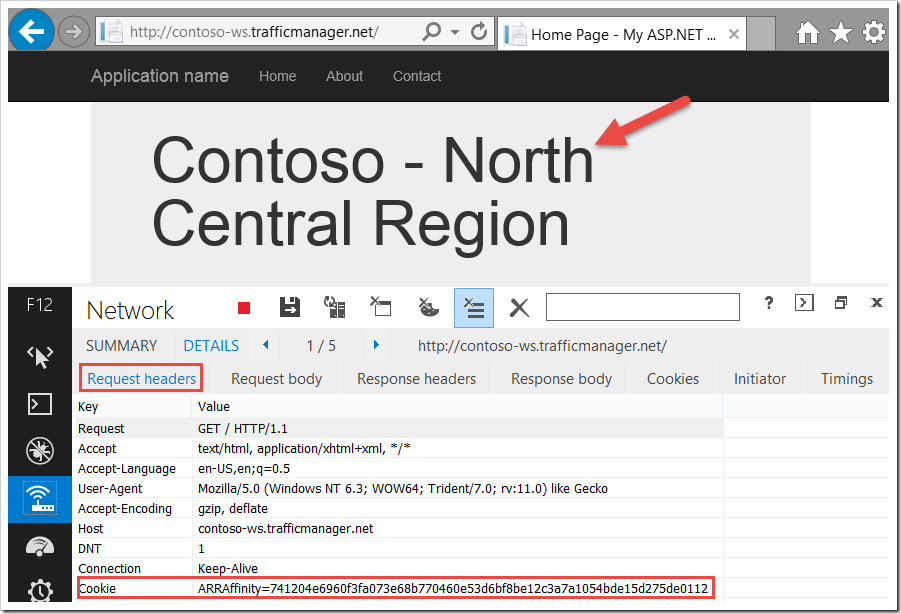 http://contoso-ws.trafficmanager.net/
Home Page - My ASP.NET ...
Application name Home About Contact
Contoso - North
Central Region
F12
Network
?
SUMMARY DETAILS 1 / 5 http://contoso-ws.trafficmanager.net/
Request headers Request body Response headers Response body Cookies Initiator Timings
Key Value
Request GET / HTTP/1.1
Accept text/html, application/xhtml+xml, */*
Accept-Language en-US,en;q=0.5
User-Agent Mozilla/5.0 (Windows NT 6.3; WOW64; Trident/7.0; rv:11.0) like Gecko
Accept-Encoding gzip, deflate
Host contoso-ws.trafficmanager.net
DNT 1
Connection Keep-Alive
Cookie ARRAffinity=741204e6960f3fa073e68b770460e53d6bf8be12c3a7a1054bde15d275de0112